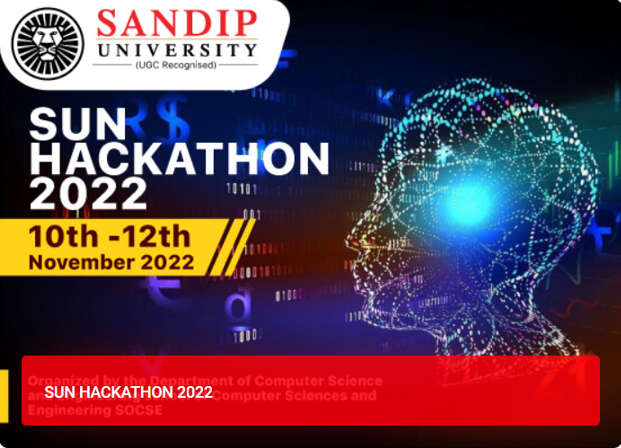 SANDIP
UNIVERSITY
(UGC Recognised)
SUN
HACKATHON
2022
10th -12th
November 2022
Organized by the Department of Computer Science
SUN HACKATHON 2022
Computer Sciences and
Engineering SOCSE